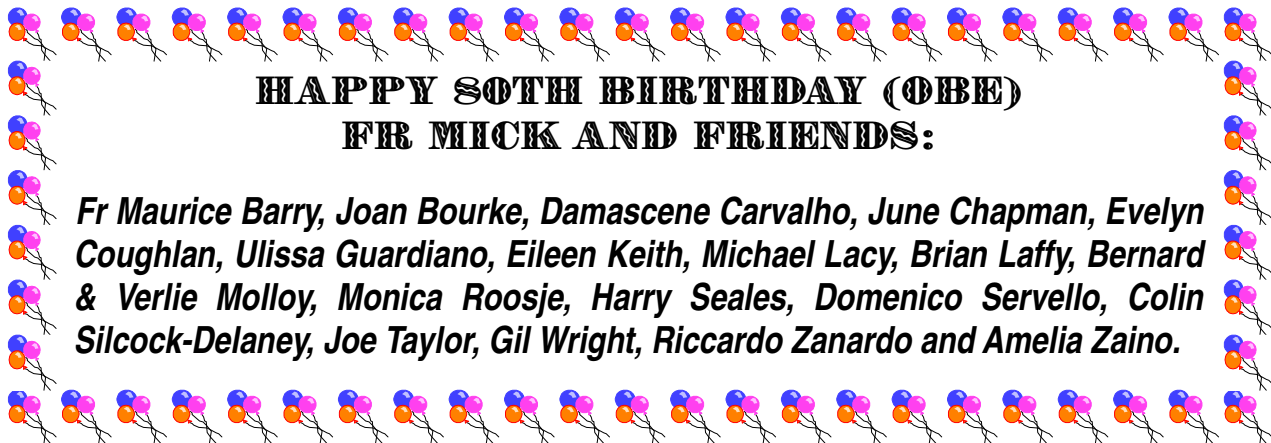 HAPPY 80TH BIRTHDAY (OBE)
FR MICK AND FRIENDS:
Fr Maurice Barry, Joan Bourke, Damascene Carvalho, June Chapman, Evelyn
Coughlan, Ulissa Guardiano, Eileen Keith, Michael Lacy, Brian Laffy, Bernard
& Verlie Molloy, Monica Roosje, Harry Seales, Domenico Servello, Colin
Silcock-Delaney, Joe Taylor, Gil Wright, Riccardo Zanardo and Amelia Zaino.